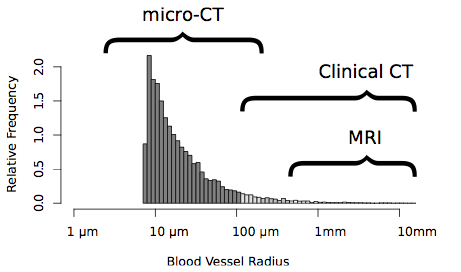 micro-CT
Clinical CT
MRI
Relative Frequency
2.0
1.5
1.0
0.5
0.0
1 μm
10 μm
100 μm
1mm
10mm
Blood Vessel Radius